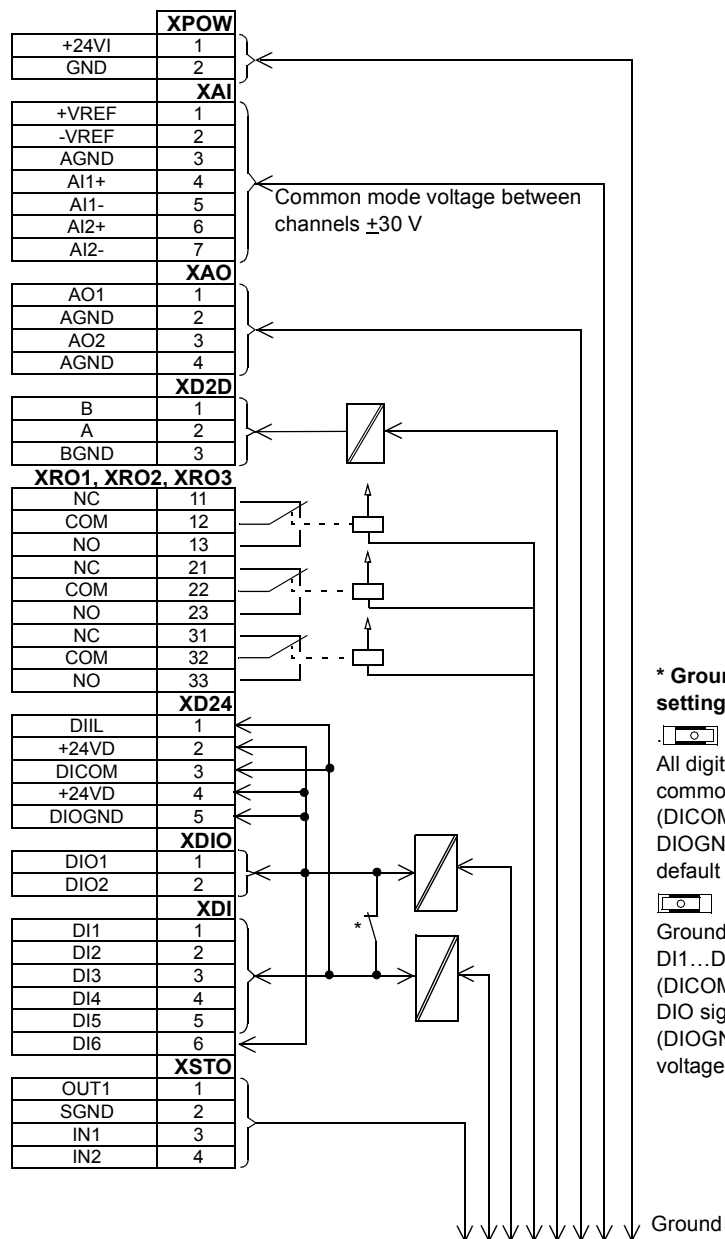 XPOW
+24VI 1
GND 2
XAI
+VREF 1
-VREF 2
AGND 3
AI1+ 4
AI1- 5
AI2+ 6
AI2- 7
Common mode voltage between
channels ±30 V
XAO
AO1 1
AGND 2
AO2 3
AGND 4
XD2D
B 1
A 2
BGND 3
XRO1, XRO2, XRO3
NC 11
COM 12
NO 13
NC 21
COM 22
NO 23
NC 31
COM 32
NO 33
XD24
DIIL 1
+24VD 2
DICOM 3
+24VD 4
DIOGND 5
XDIO
DIO1 1
DIO2 2
XDI
DI1 1
DI2 2
DI3 3
DI4 4
DI5 5
DI6 6
*
XSTO
OUT1 1
SGND 2
IN1 3
IN2 4
* Groun
setting
.
All digit
commo
(DICOM
DIOGN
default
Ground
DI1…D
(DICOM
DIO sig
(DIOGN
voltage
Ground